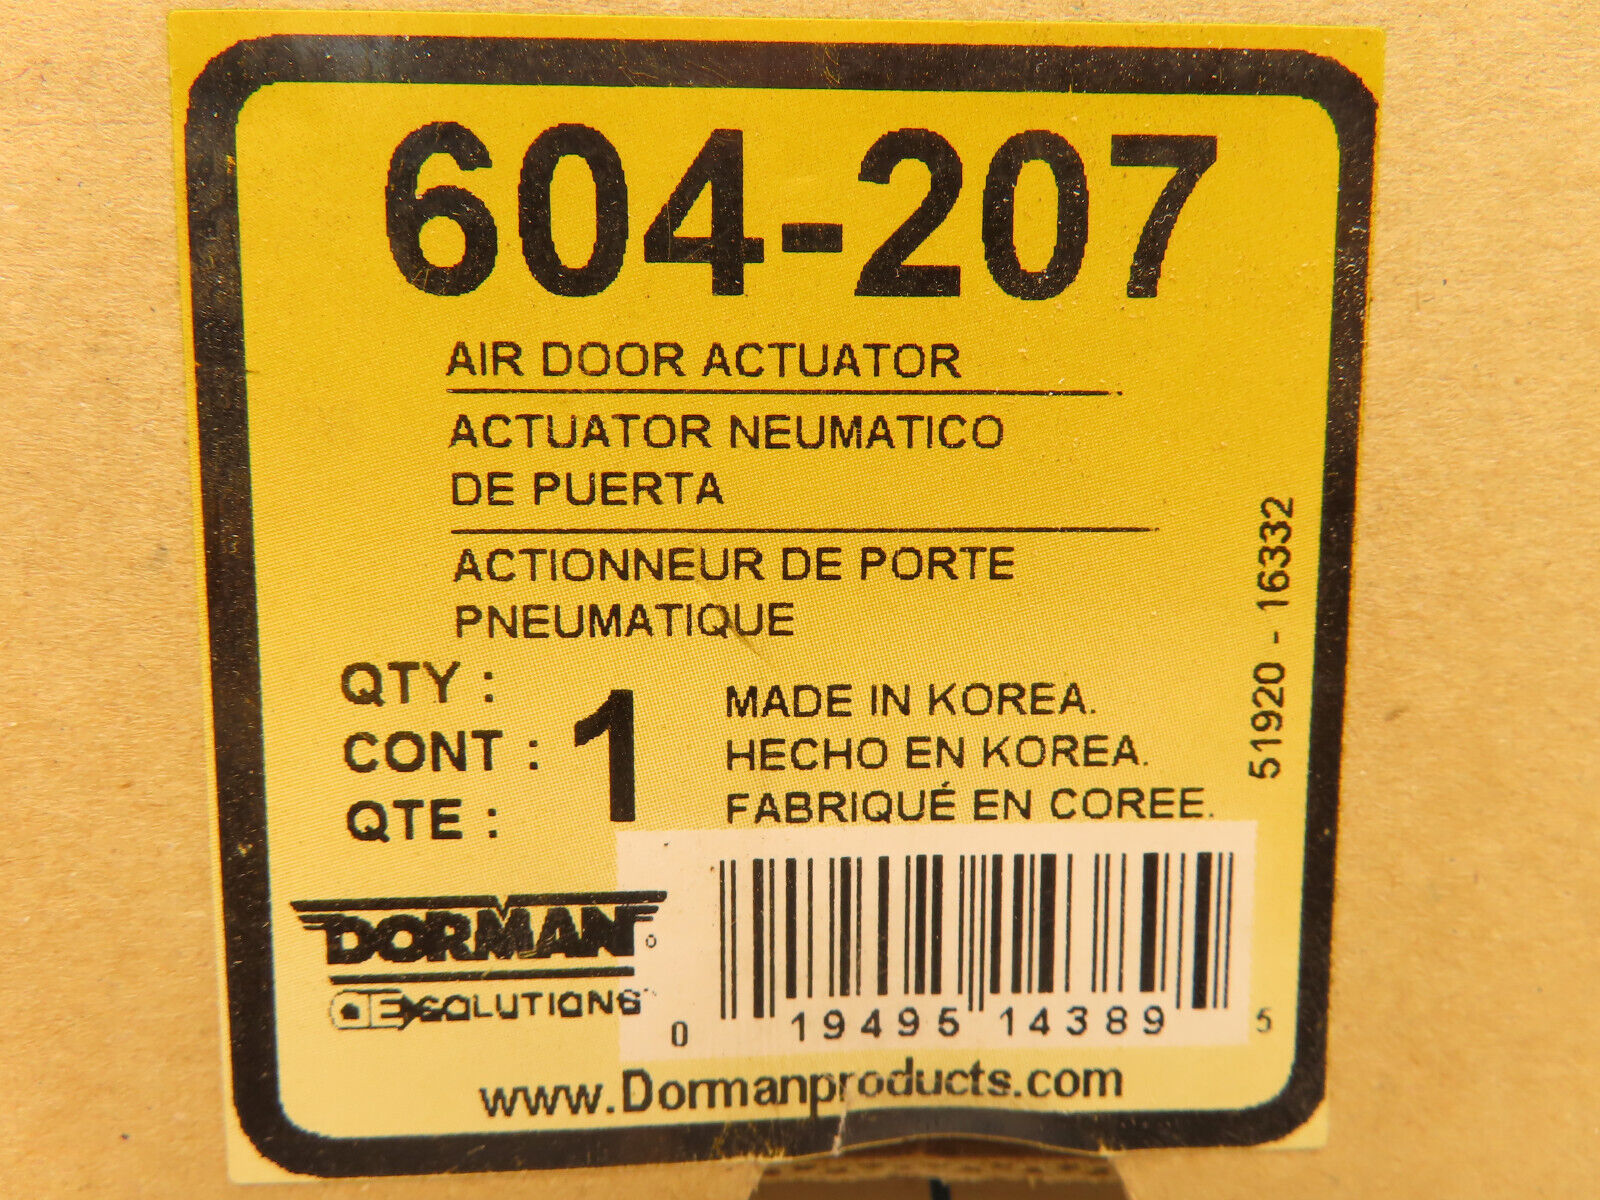 604-207
AIR DOOR ACTUATOR
ACTUATOR NEUMATICO
DE PUERTA
ACTIONNEUR DE PORTE
PNEUMATIQUE
QTY :
CONT : 1
QTE :
MADE IN KOREA.
HECHO EN KOREA.
FABRIQUÉ EN COREE.
51920 - 16332
DORMAN
OE SOLUTIONS
0 19495 14389 5
www.Dormanproducts.com